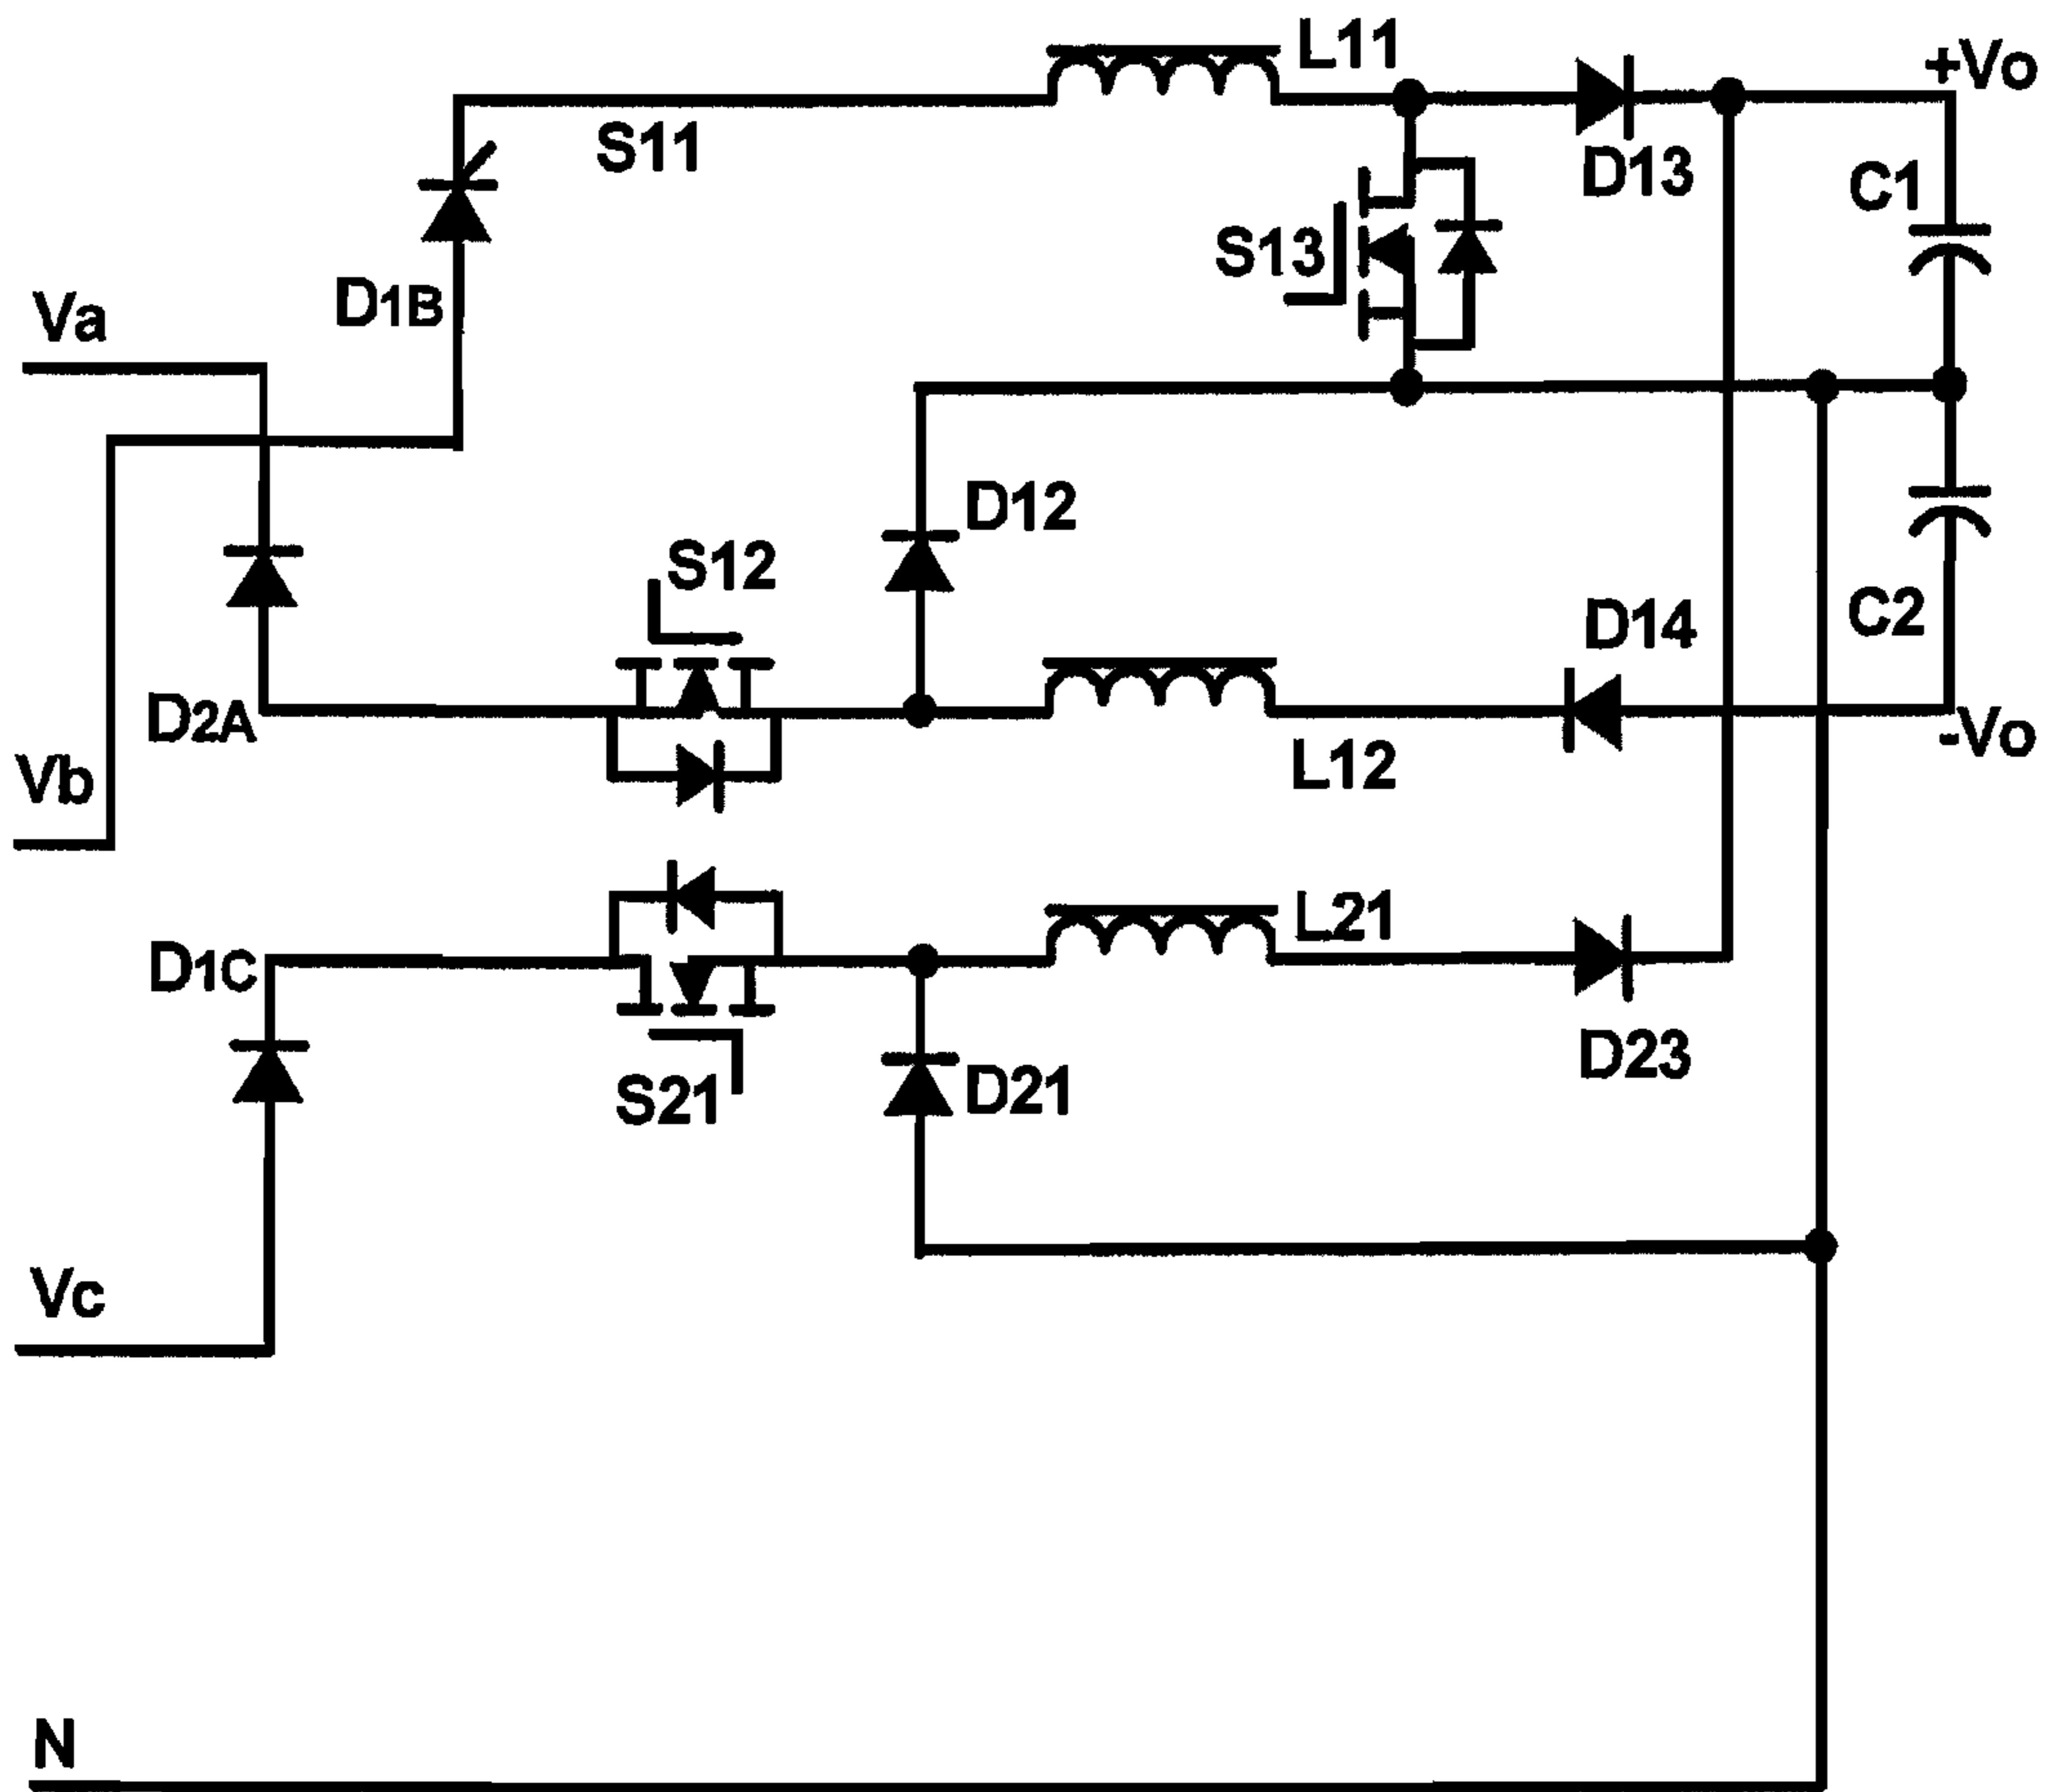 L11
+Vo
S11
D13
C1
S13
D1B
Va
D12
S12
D14
C2
D2A
Vb
L12
-Vo
L21
D1C
D23
S21
D21
Vc
N